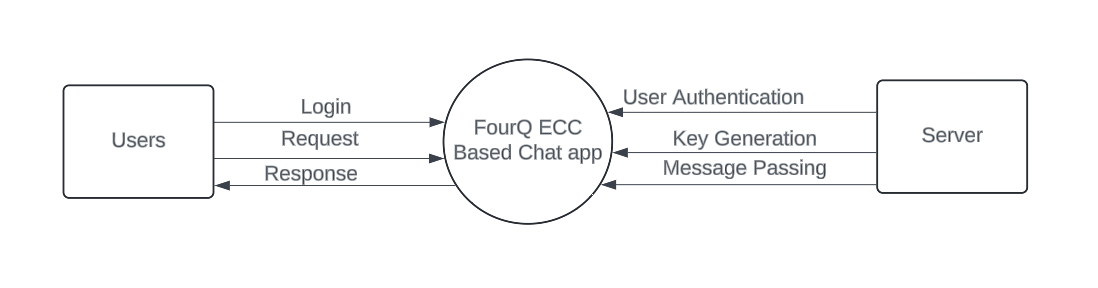 Users
Login
Request
Response
FourQ ECC
Based Chat app
User Authentication
Key Generation
Message Passing
Server